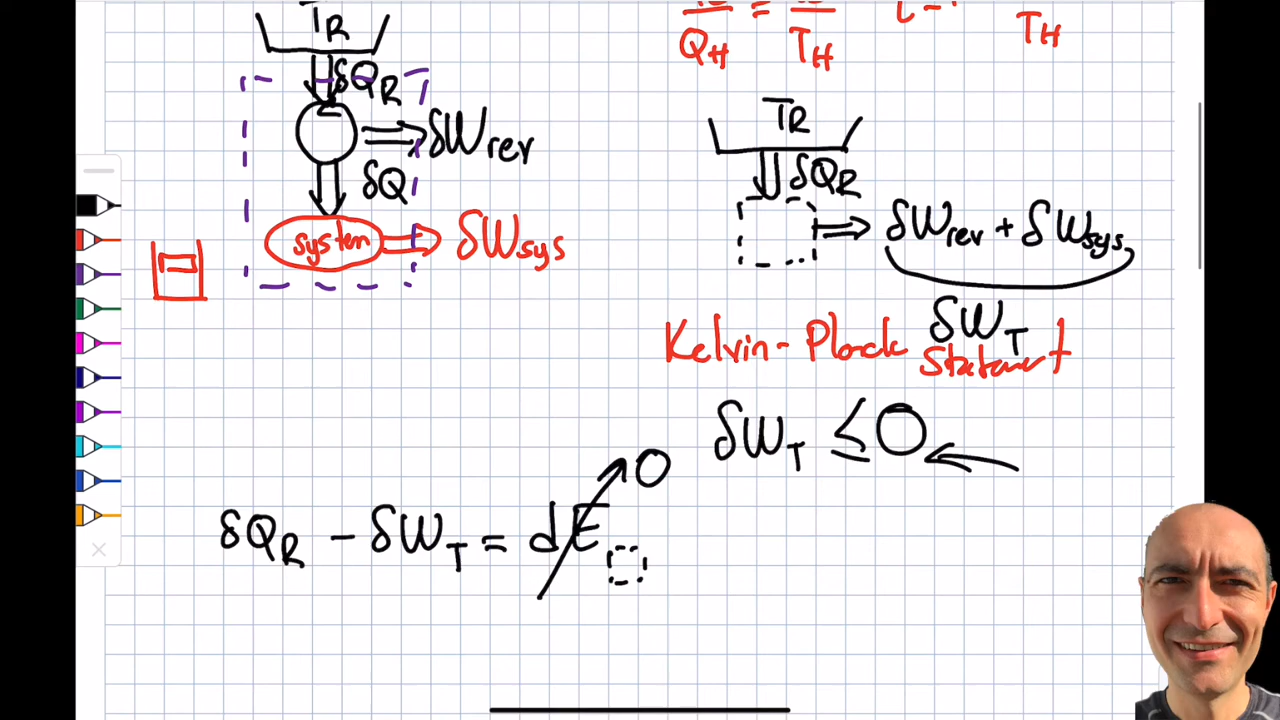 T_R
δQ_R
δW_rev
δQ
system
δW_sys
Q_H = T_H
T_H
T_R
δQ_R
δW_rev + δW_sys
δW_T
Kelvin-Planck
Statement
δW_T ≤ 0
δQ_R - δW_T = dE
0